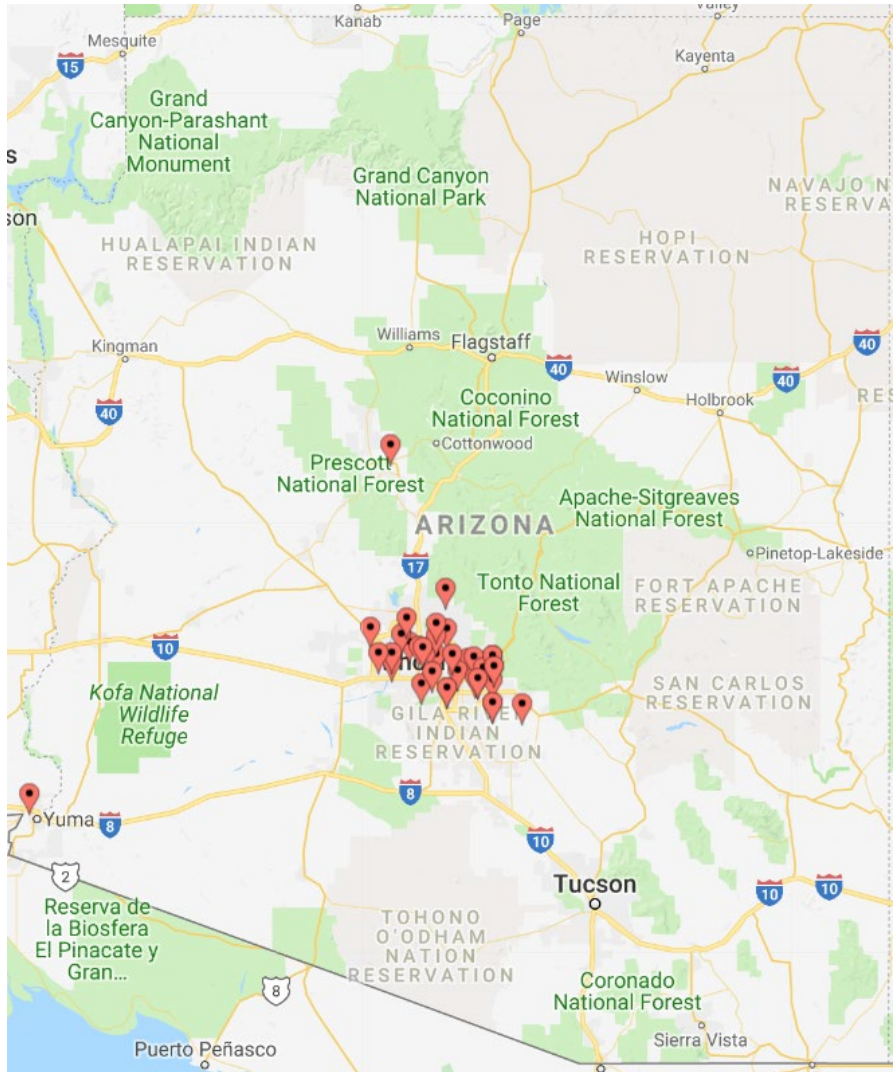 Valley
Kanab
Page
Mesquite
Kayenta
15
Grand
Canyon-Parashant
National
Monument
s
Grand Canyon
National Park
NAVAJO N
RESERVA
son
HUALAPAI INDIAN
RESERVATION
HOPI
RESERVATION
Williams
Flagstaff
Kingman
40
40
Winslow
40
Holbrook
RES
40
Coconino
National Forest
Cottonwood
Prescott
National Forest
Apache-Sitgreaves
National Forest
ARIZONA
Pinetop-Lakeside
17
Tonto National
Forest
FORT APACHE
RESERVATION
10
Kofa National
Wildlife
Refuge
SAN CARLOS
RESERVATION
GILA RIVER
INDIAN
RESERVATION
8
Yuma
8
10
2
Tucson
10
10
Reserva de
la Biosfera
El Pinacate y
Gran...
TOHONO
O'ODHAM
NATION
RESERVATION
8
Coronado
National Forest
Sierra Vista
Puerto Peñasco